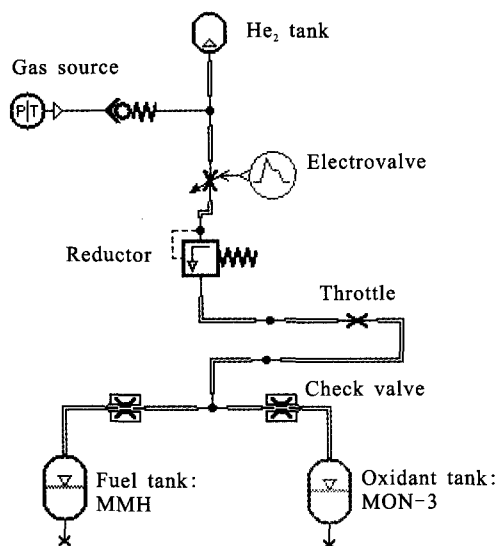 He₂ tank
Gas source
P|T
Electrovalve
Reductor
Throttle
Check valve
Fuel tank:
MMH
Oxidant tank:
MON-3